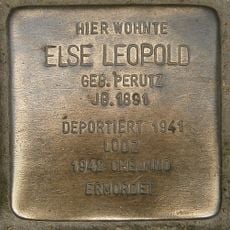 HIER WOHNTE
ELSE LEOPOLD
GEB. PERUTZ
JG. 1891
DEPORTIERT 1941
LODZ
1942 CHELMNO
ERMORDET